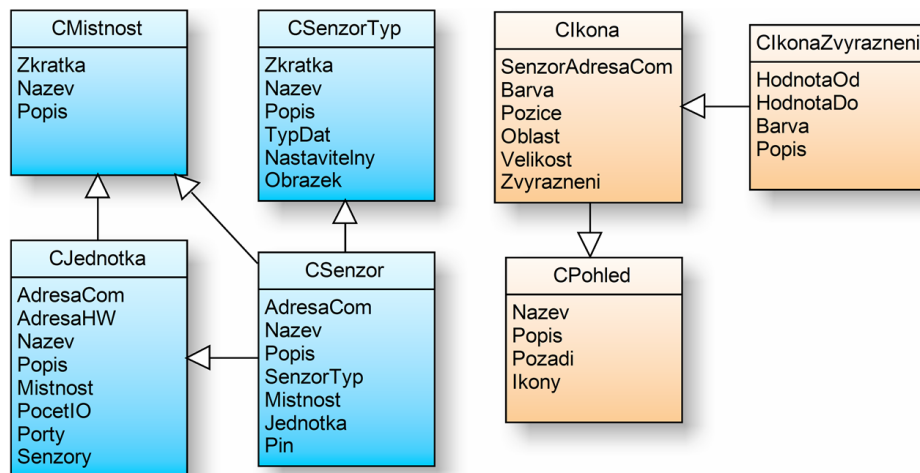 CMistnost
Zkratka
Nazev
Popis
CSenzorTyp
Zkratka
Nazev
Popis
TypDat
Nastavitelny
Obrazek
CIkona
SenzorAdresaCom
Barva
Pozice
Oblast
Velikost
Zvyrazneni
CIkonaZvyrazneni
HodnotaOd
HodnotaDo
Barva
Popis
CJednotka
AdresaCom
AdresaHW
Nazev
Popis
Mistnost
PocetIO
Porty
Senzory
CSenzor
AdresaCom
Nazev
Popis
SenzorTyp
Mistnost
Jednotka
Pin
CPohled
Nazev
Popis
Pozadi
Ikony